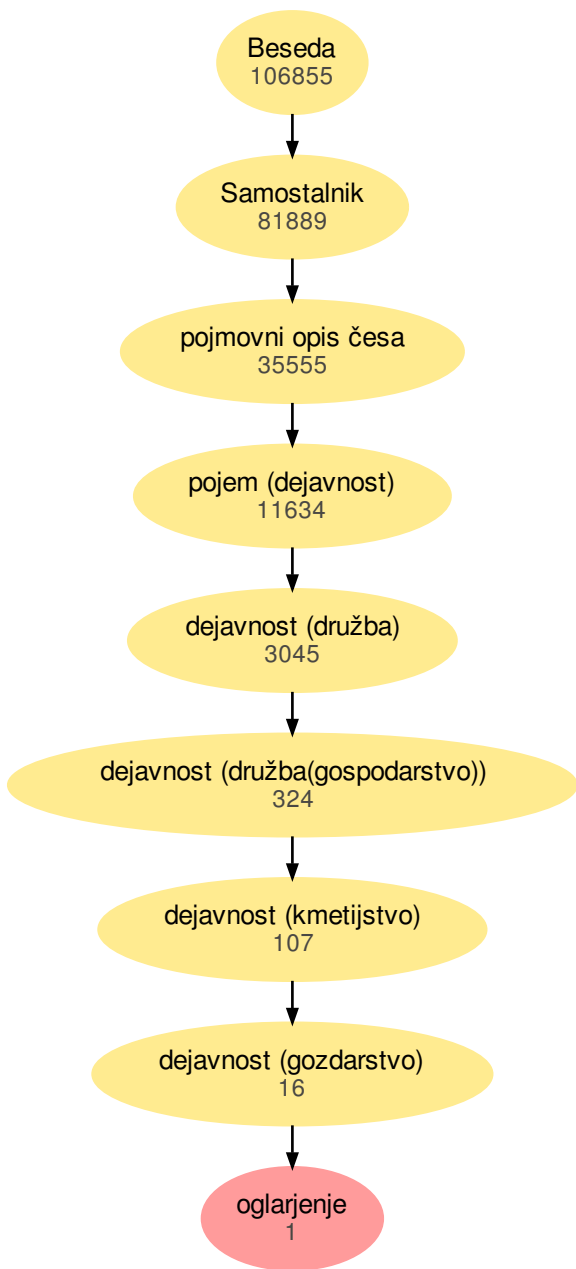 Beseda
106855
Samostalnik
81889
pojmovni opis česa
35555
pojem (dejavnost)
11634
dejavnost (družba)
3045
dejavnost (družba(gospodarstvo))
324
dejavnost (kmetijstvo)
107
dejavnost (gozdarstvo)
16
oglarjenje
1